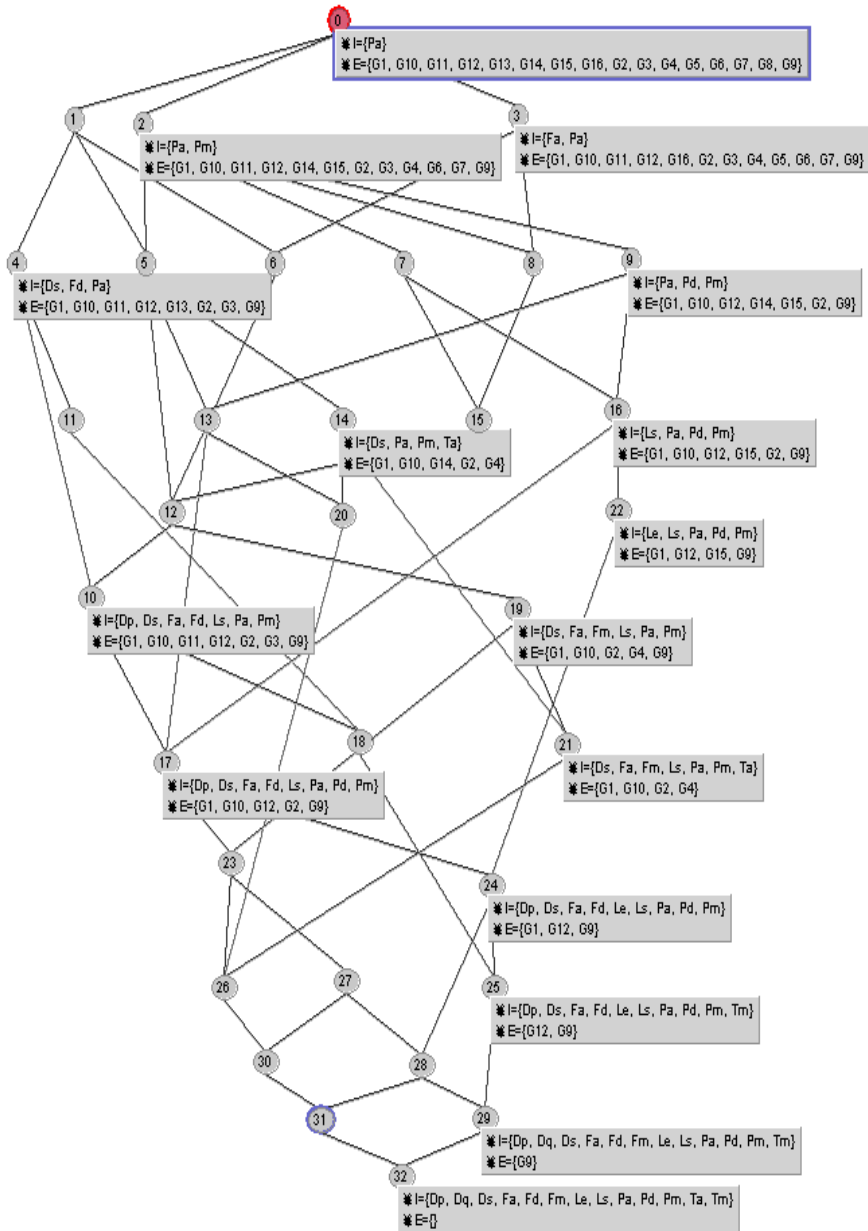 0
I={Pa}
E={G1, G10, G11, G12, G13, G14, G15, G16, G2, G3, G4, G5, G6, G7, G8, G9}
1
2
3
I={Pa, Pm}
E={G1, G10, G11, G12, G14, G15, G2, G3, G4, G6, G7, G9}
I={Fa, Pa}
E={G1, G10, G11, G12, G16, G2, G3, G4, G5, G6, G7, G9}
4
5
6
7
8
9
I={Ds, Fd, Pa}
E={G1, G10, G11, G12, G13, G2, G3, G9}
I={Pa, Pd, Pm}
E={G1, G10, G12, G14, G15, G2, G9}
11
13
14
15
16
I={Ds, Pa, Pm, Ta}
E={G1, G10, G14, G2, G4}
I={Ls, Pa, Pd, Pm}
E={G1, G10, G12, G15, G2, G9}
12
20
22
I={Le, Ls, Pa, Pd, Pm}
E={G1, G12, G15, G9}
10
19
I={Dp, Ds, Fa, Fd, Ls, Pa, Pm}
E={G1, G10, G11, G12, G2, G3, G9}
I={Ds, Fa, Fm, Ls, Pa, Pm}
E={G1, G10, G2, G4, G9}
17
18
21
I={Dp, Ds, Fa, Fd, Ls, Pa, Pd, Pm}
E={G1, G10, G12, G2, G9}
I={Ds, Fa, Fm, Ls, Pa, Pm, Ta}
E={G1, G10, G2, G4}
23
24
I={Dp, Ds, Fa, Fd, Le, Ls, Pa, Pd, Pm}
E={G1, G12, G9}
26
27
25
I={Dp, Ds, Fa, Fd, Le, Ls, Pa, Pd, Pm, Tm}
E={G12, G9}
30
28
31
29
I={Dp, Dq, Ds, Fa, Fd, Fm, Le, Ls, Pa, Pd, Pm, Tm}
E={G9}
32
I={Dp, Dq, Ds, Fa, Fd, Fm, Le, Ls, Pa, Pd, Pm, Ta, Tm}
E={}